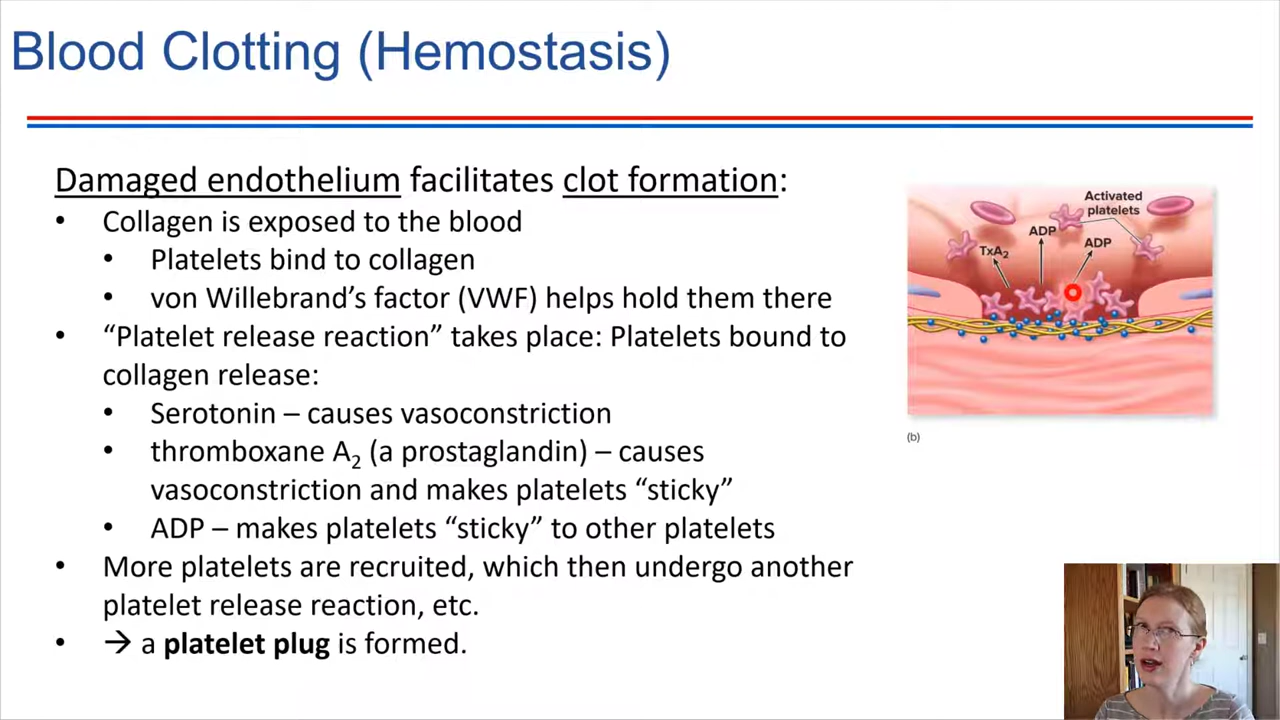 Blood Clotting (Hemostasis)
Damaged endothelium facilitates clot formation:
• Collagen is exposed to the blood
• Platelets bind to collagen
• von Willebrand’s factor (VWF) helps hold them there
• “Platelet release reaction” takes place: Platelets bound to
collagen release:
• Serotonin – causes vasoconstriction
• thromboxane A₂ (a prostaglandin) – causes
vasoconstriction and makes platelets “sticky”
• ADP – makes platelets “sticky” to other platelets
• More platelets are recruited, which then undergo another
platelet release reaction, etc.
• → a platelet plug is formed.
Activated
platelets
ADP
ADP
TxA₂
(b)